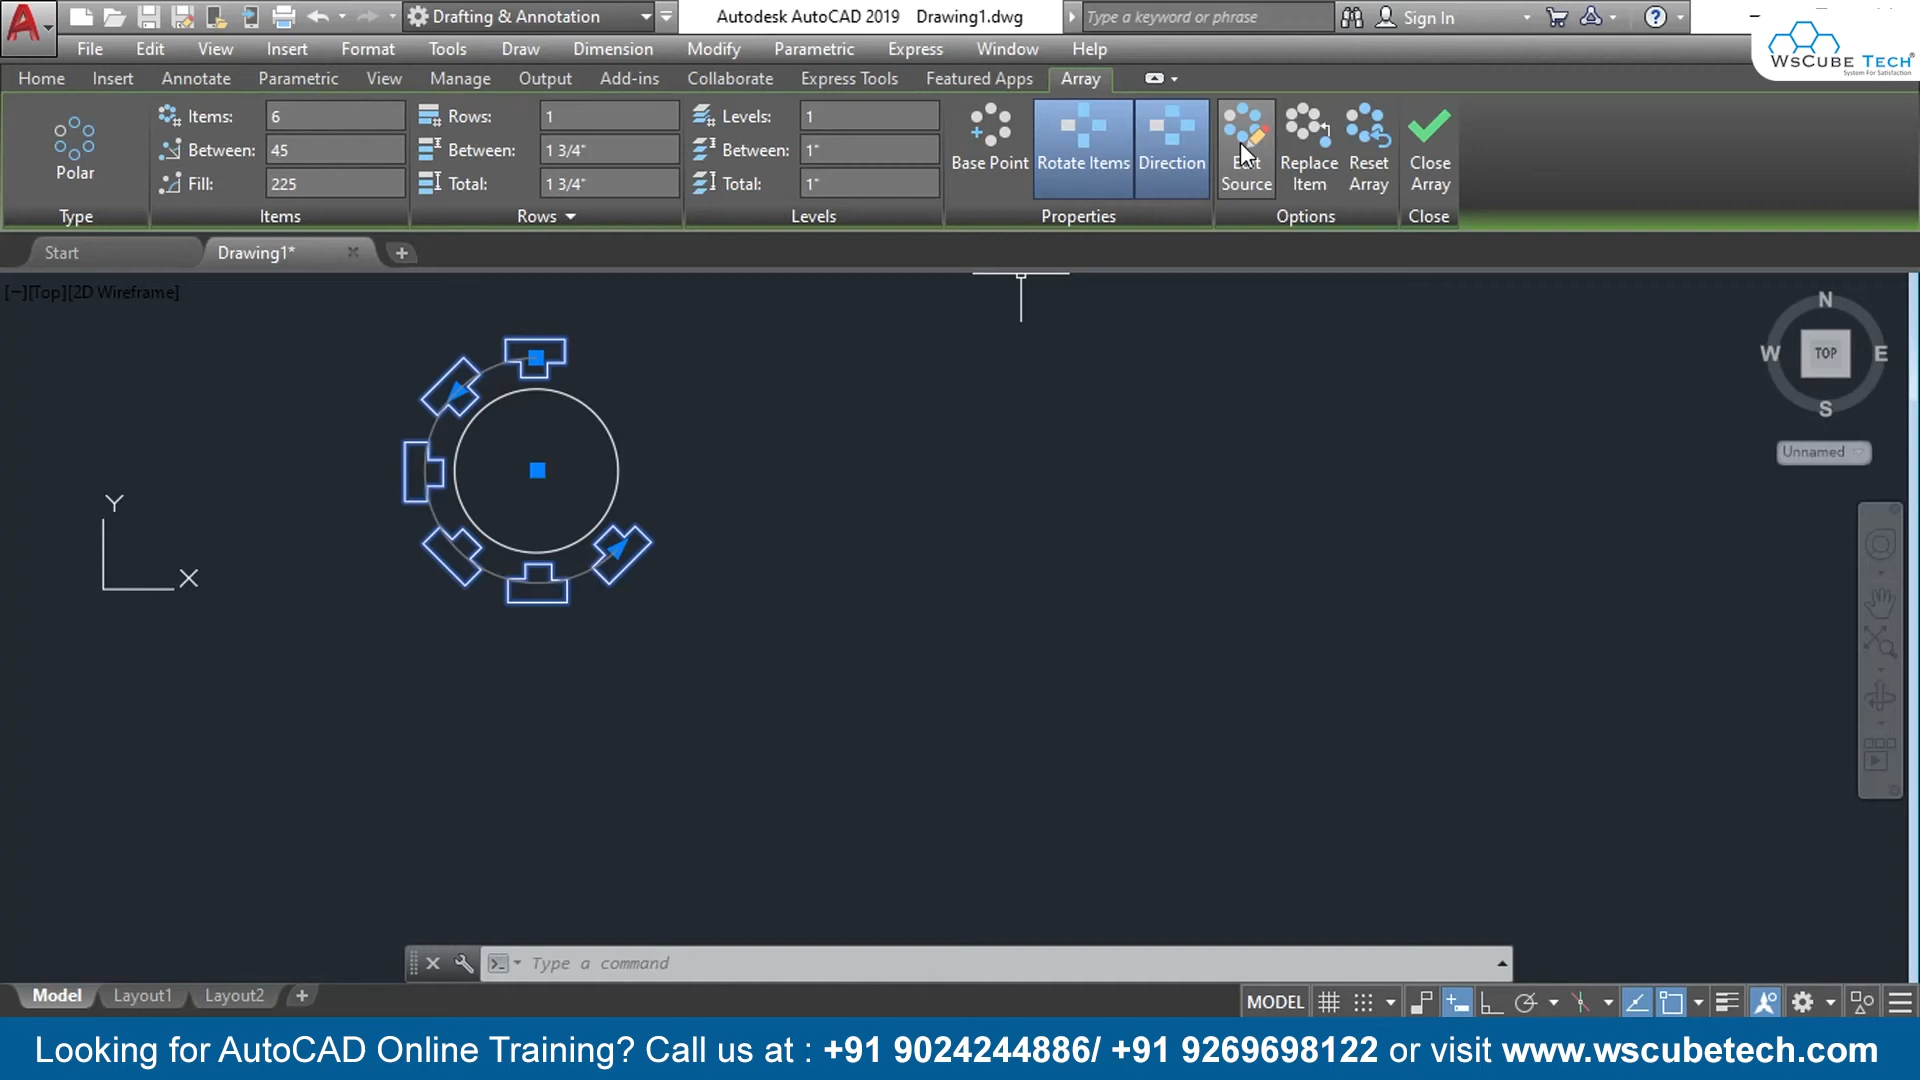 Drafting & Annotation
Autodesk AutoCAD 2019 Drawing1.dwg
Type a keyword or phrase
Sign In
WsCube Tech
System For Satisfaction
File Edit View Insert Format Tools Draw Dimension Modify Parametric Express Window Help
Home Insert Annotate Parametric View Manage Output Add-ins Collaborate Express Tools Featured Apps Array
Items: 6 Rows: 1 Levels: 1
Between: 45 Between: 1 3/4" Between: 1"
Fill: 225 Total: 1 3/4" Total: 1"
Polar
Base Point Rotate Items Direction
Edit Source
Replace Item
Reset Array
Close Array
Type Items Rows Levels Properties Options Close
Start Drawing1*
[−][Top][2D Wireframe]
N
W TOP E
S
Unnamed
Y
X
Type a command
Model Layout1 Layout2
MODEL
Looking for AutoCAD Online Training? Call us at : +91 9024244886/ +91 9269698122 or visit www.wscubetech.com